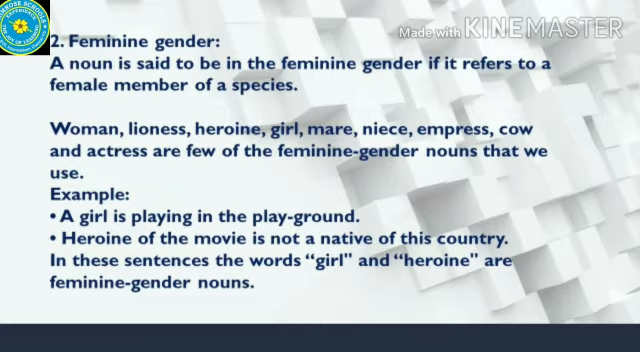 Made with KINEMASTER
2. Feminine gender:
A noun is said to be in the feminine gender if it refers to a
female member of a species.
Woman, lioness, heroine, girl, mare, niece, empress, cow
and actress are few of the feminine-gender nouns that we
use.
Example:
• A girl is playing in the play-ground.
• Heroine of the movie is not a native of this country.
In these sentences the words “girl" and “heroine" are
feminine-gender nouns.